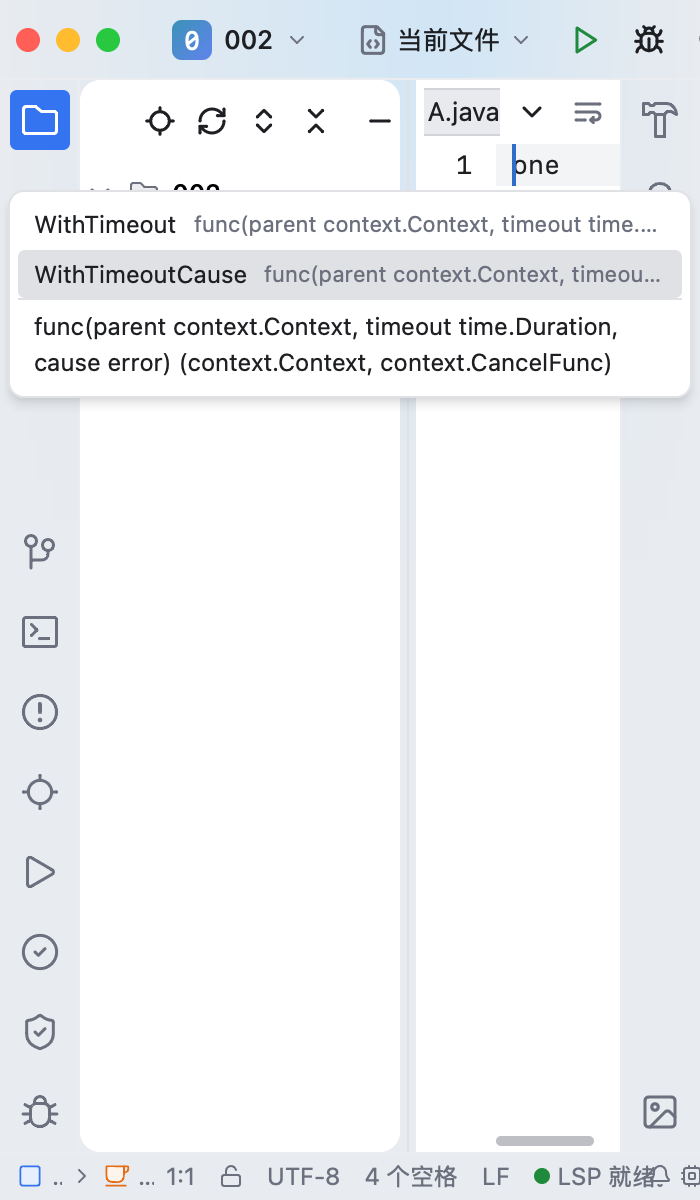 0 002 当前文件
A.java
1 one
002
WithTimeout func(parent context.Context, timeout time.…
WithTimeoutCause func(parent context.Context, timeou…
func(parent context.Context, timeout time.Duration,
cause error) (context.Context, context.CancelFunc)
.. … 1:1 UTF-8 4 个空格 LF LSP 就绪